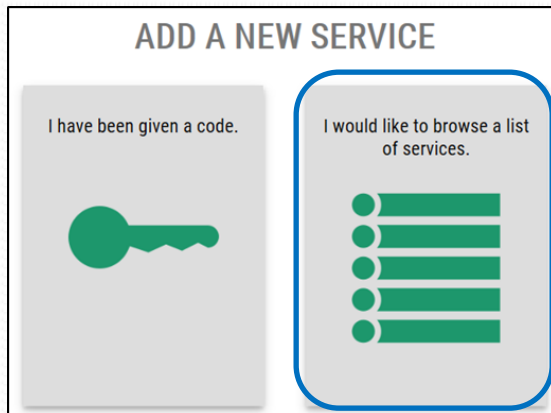 ADD A NEW SERVICE
I have been given a code.
I would like to browse a list
of services.